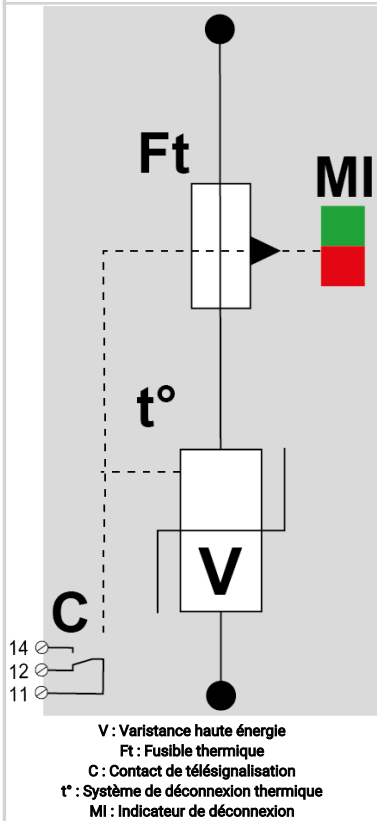 Ft
MI
t°
V
C
14
12
11
V : Varistance haute énergie
Ft : Fusible thermique
C : Contact de télésignalisation
t° : Système de déconnexion thermique
MI : Indicateur de déconnexion